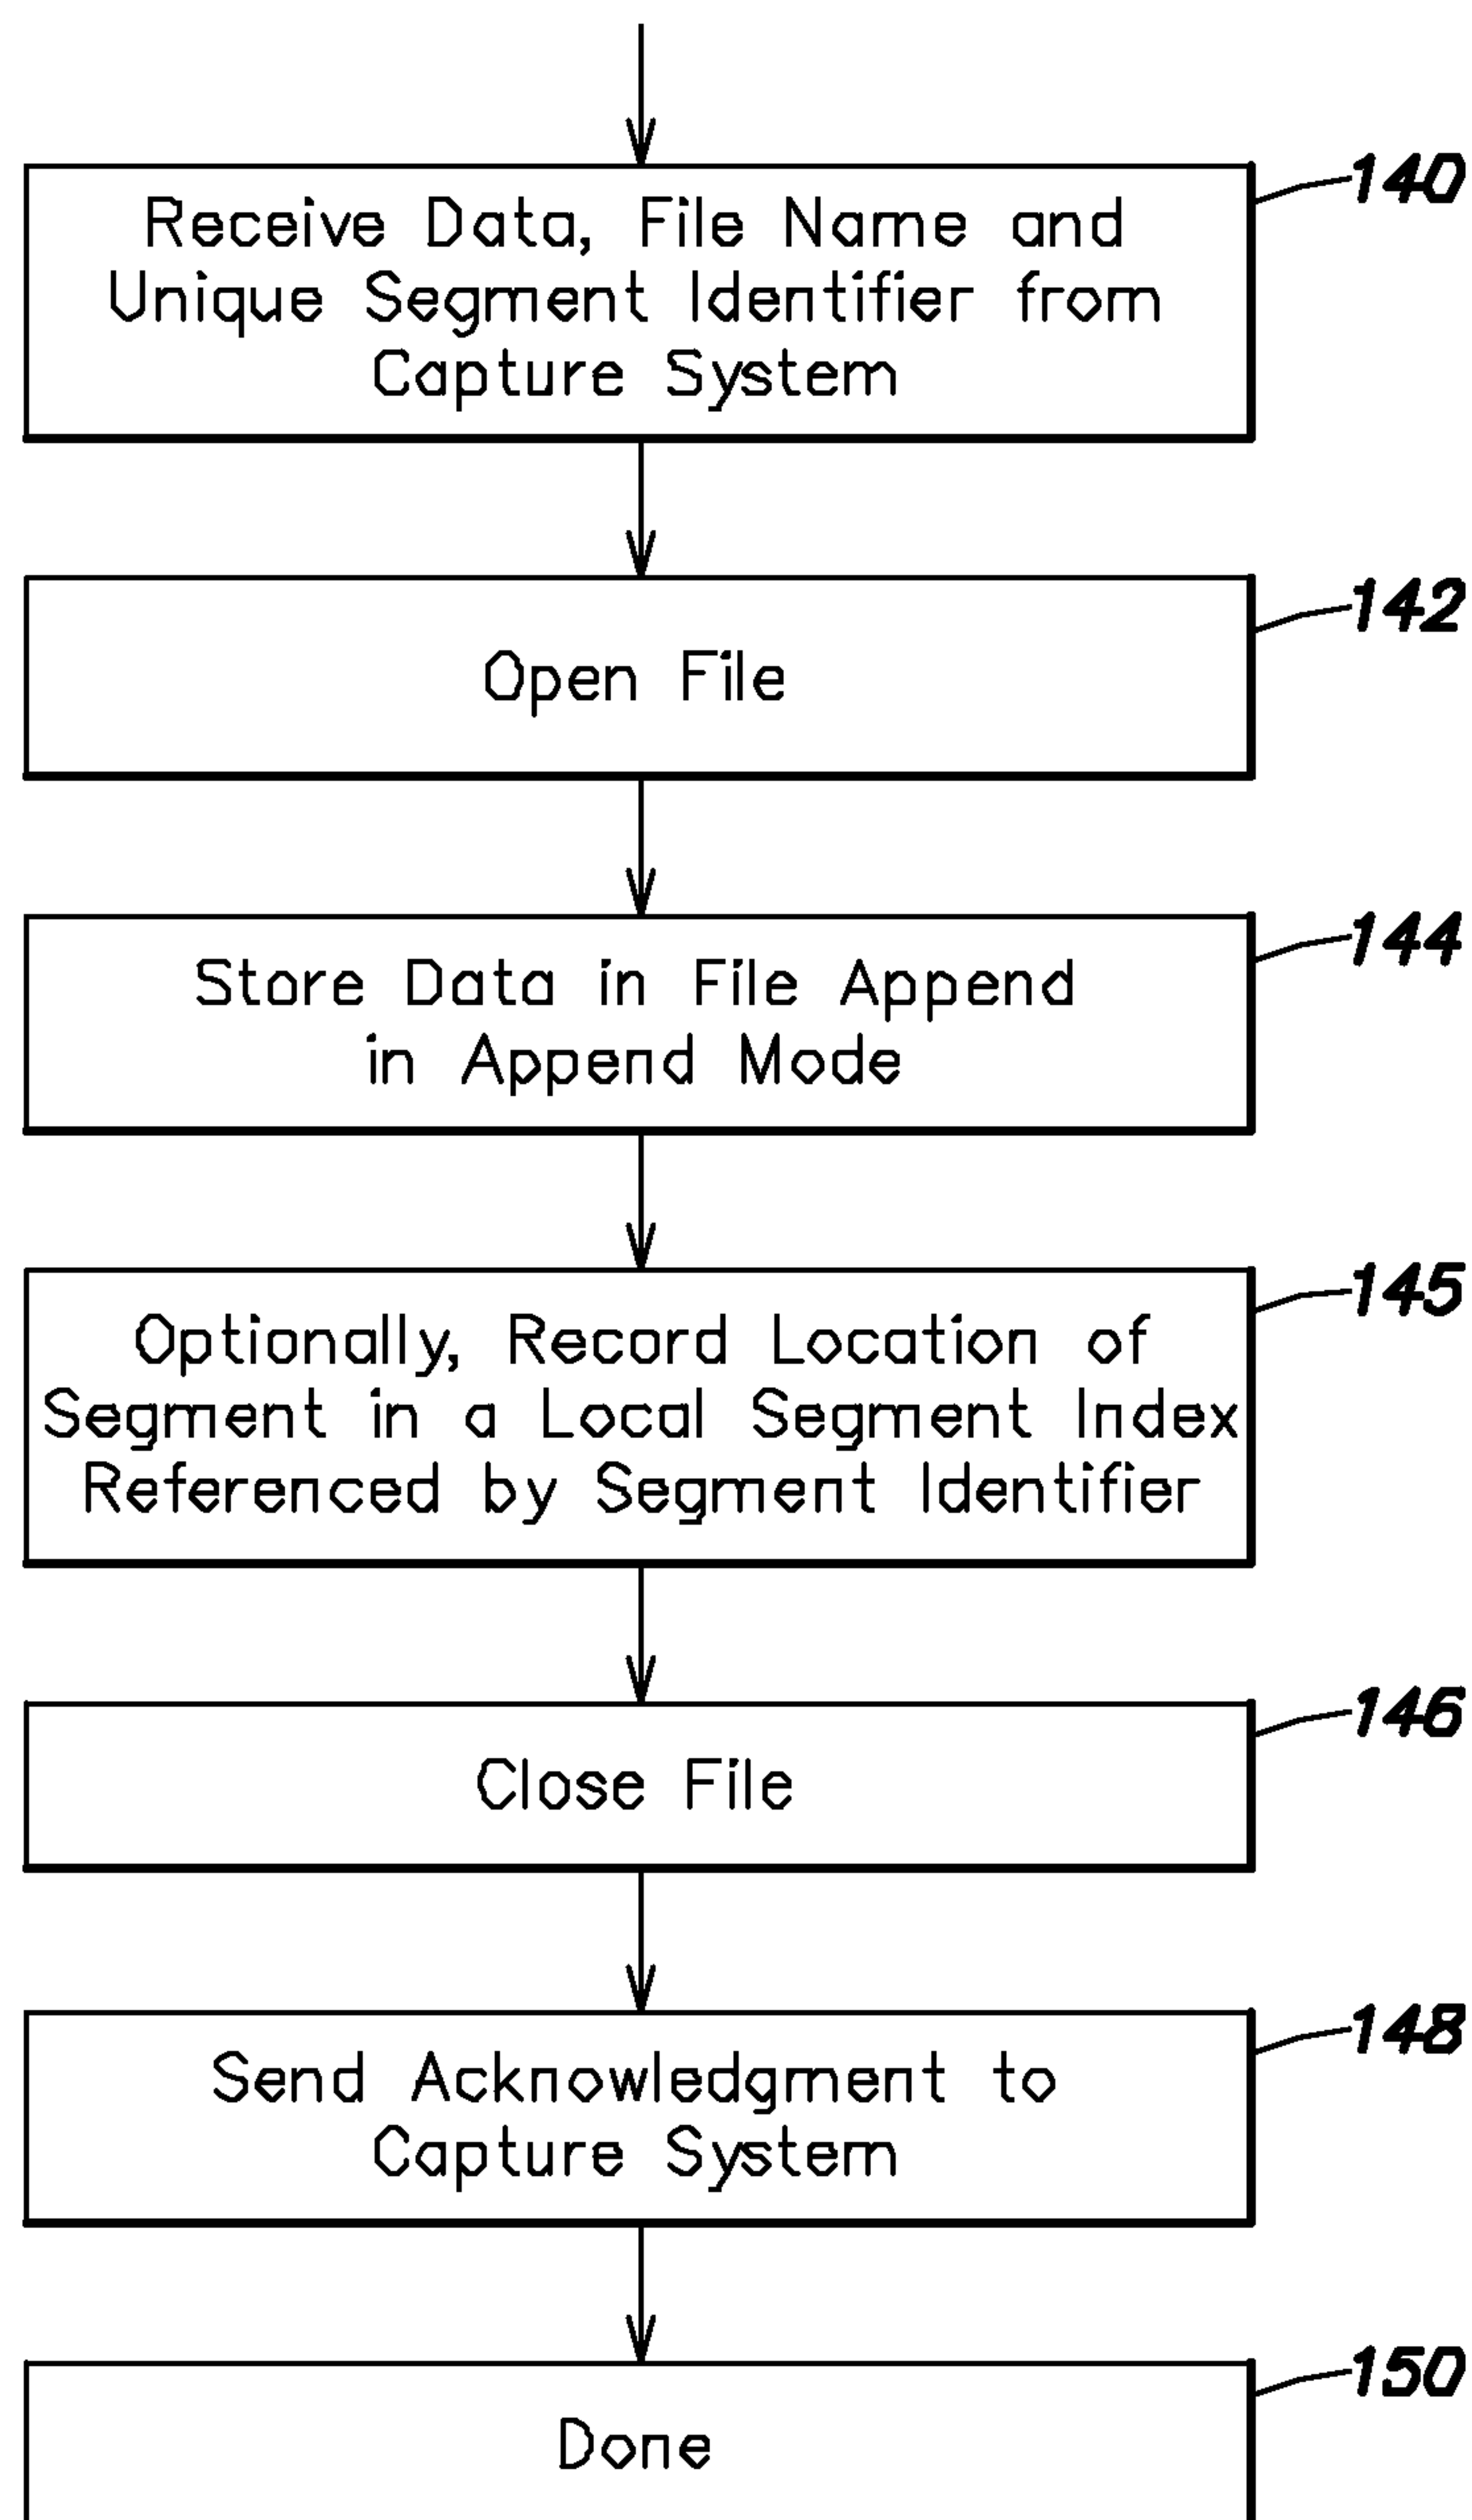 140
Receive Data, File Name and
Unique Segment Identifier from
Capture System
142
Open File
144
Store Data in File Append
in Append Mode
145
Optionally, Record Location of
Segment in a Local Segment Index
Referenced by Segment Identifier
146
Close File
148
Send Acknowledgment to
Capture System
150
Done